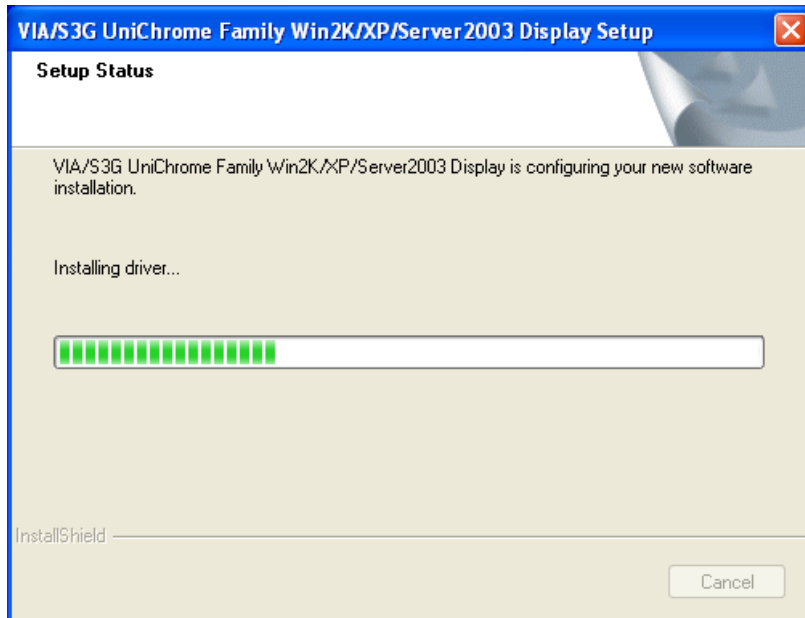 VIA/S3G UniChrome Family Win2K/XP/Server2003 Display Setup
Setup Status
VIA/S3G UniChrome Family Win2K/XP/Server2003 Display is configuring your new software
installation.
Installing driver...
InstallShield
Cancel